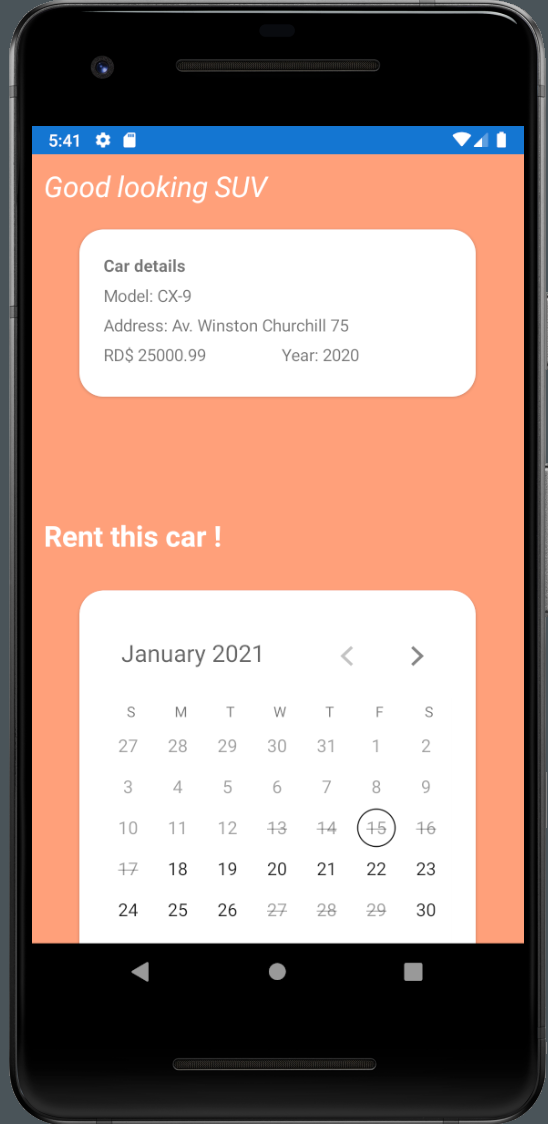 5:41
Good looking SUV
Car details
Model: CX-9
Address: Av. Winston Churchill 75
RD$ 25000.99 Year: 2020
Rent this car !
January 2021
S M T W T F S
27 28 29 30 31 1 2
3 4 5 6 7 8 9
10 11 12 13 14 15 16
17 18 19 20 21 22 23
24 25 26 27 28 29 30